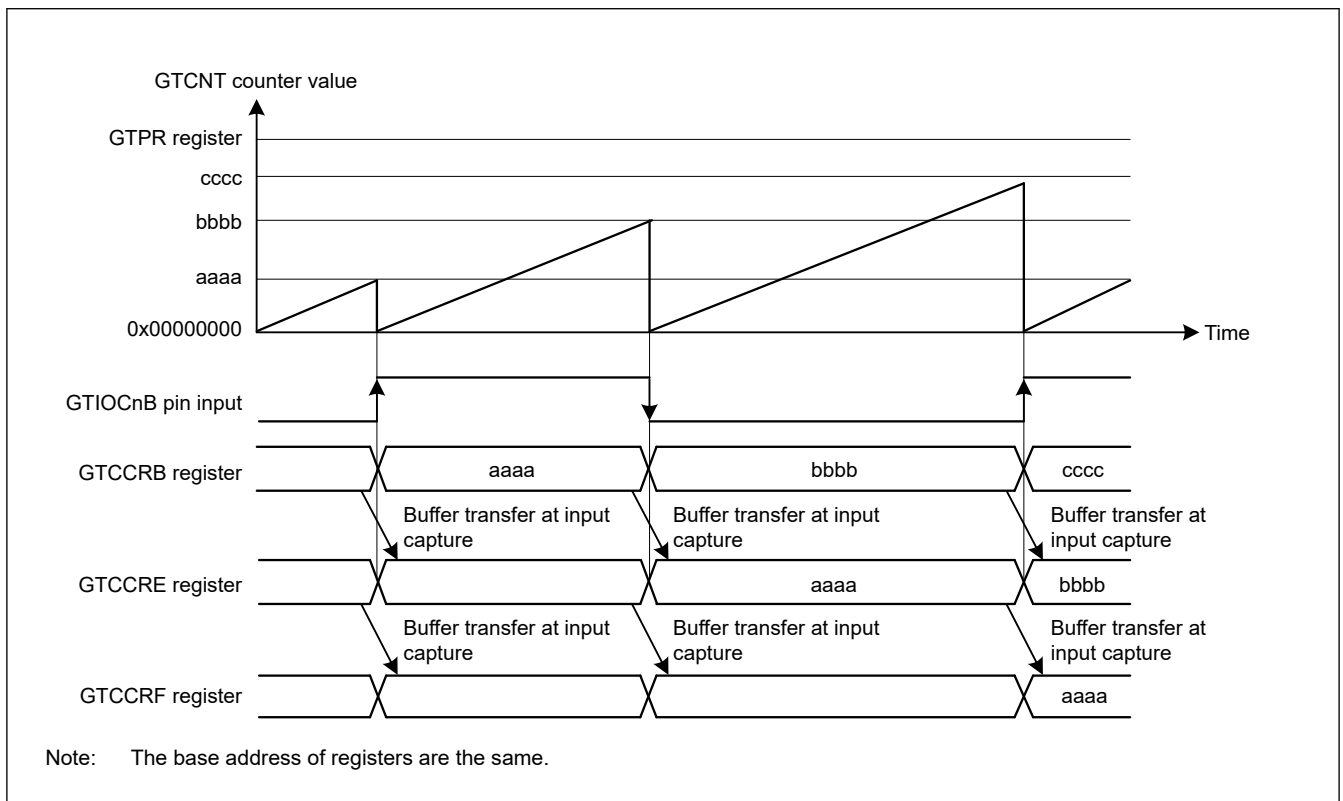 GTCNT counter value
GTPR register
cccc
bbbb
aaaa
0x00000000
Time
GTIOCnB pin input
GTCCRB register
aaaa
bbbb
cccc
Buffer transfer at input
capture
Buffer transfer at input
capture
Buffer transfer at
input capture
GTCCRE register
aaaa
bbbb
Buffer transfer at input
capture
Buffer transfer at input
capture
Buffer transfer at
input capture
GTCCRF register
aaaa
Note: The base address of registers are the same.